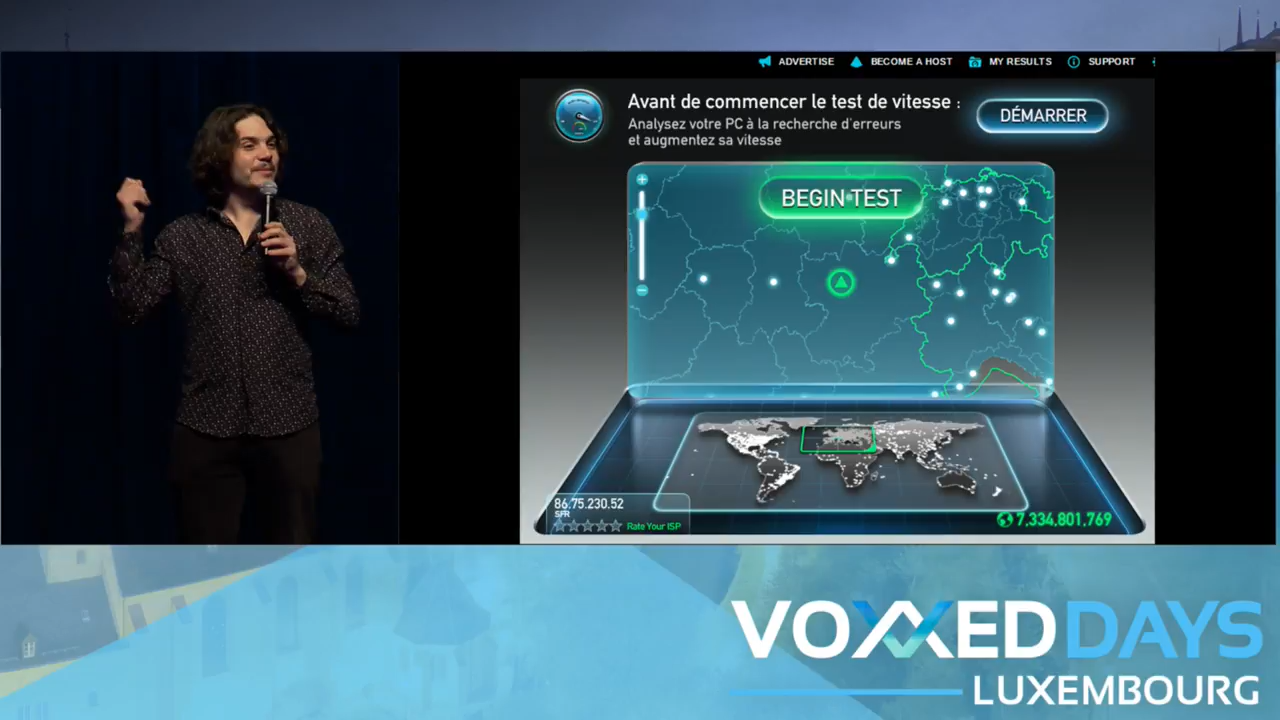 ADVERTISE
BECOME A HOST
MY RESULTS
SUPPORT
Avant de commencer le test de vitesse :
Analysez votre PC à la recherche d'erreurs
et augmentez sa vitesse
DÉMARRER
BEGIN TEST
86.75.230.52
SFR
Rate Your ISP
7,334,801,769
VOXXED DAYS
LUXEMBOURG